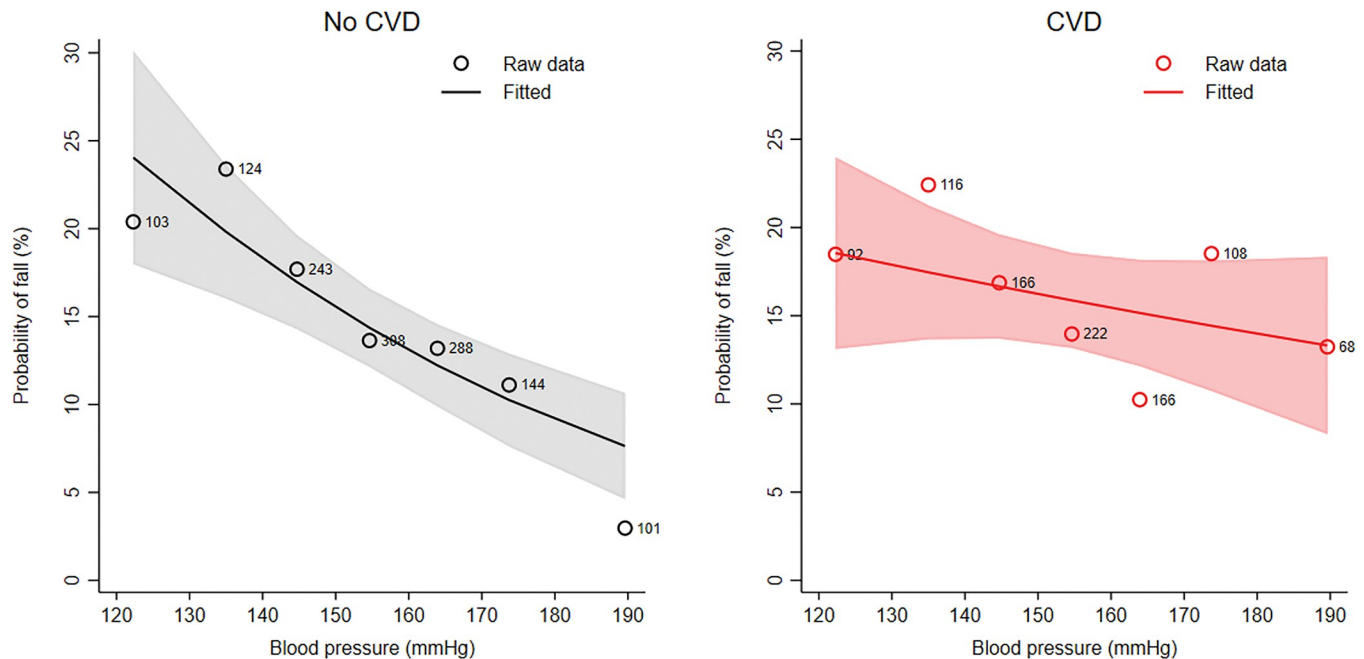 No CVD
Raw data
Fitted
30
25
20
15
10
5
0
Probability of fall (%)
103
124
243
308
288
144
101
120 130 140 150 160 170 180 190
Blood pressure (mmHg)
CVD
Raw data
Fitted
30
25
20
15
10
5
0
Probability of fall (%)
92
116
166
222
166
108
68
120 130 140 150 160 170 180 190
Blood pressure (mmHg)